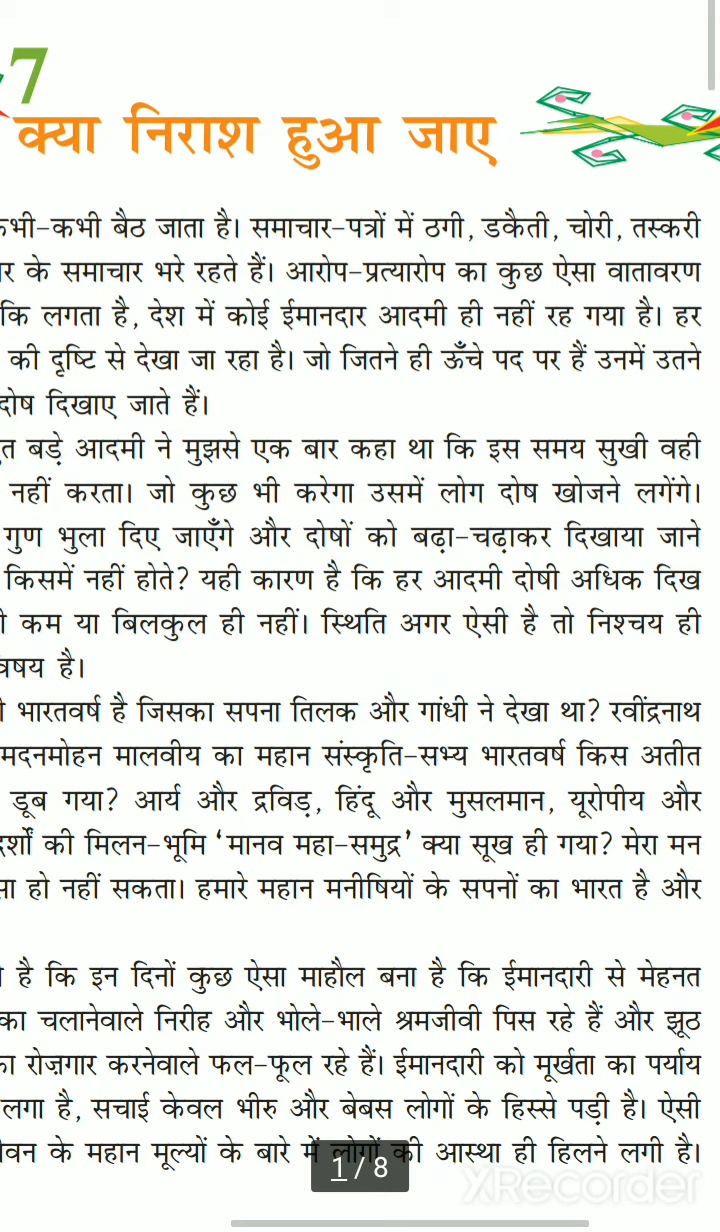 7
क्या निराश हुआ जाए
कभी-कभी बैठ जाता है। समाचार-पत्रों में ठगी, डकैती, चोरी, तस्करी
के समाचार भरे रहते हैं। आरोप-प्रत्यारोप का कुछ ऐसा वातावरण
कि लगता है, देश में कोई ईमानदार आदमी ही नहीं रह गया है। हर
की दृष्टि से देखा जा रहा है। जो जितने ही ऊँचे पद पर हैं उनमें उतने
दोष दिखाए जाते हैं।
बड़े आदमी ने मुझसे एक बार कहा था कि इस समय सुखी वही
नहीं करता। जो कुछ भी करेगा उसमें लोग दोष खोजने लगेंगे।
गुण भुला दिए जाएँगे और दोषों को बढ़ा-चढ़ाकर दिखाया जाने
किसमें नहीं होते? यही कारण है कि हर आदमी दोषी अधिक दिख
कम या बिलकुल ही नहीं। स्थिति अगर ऐसी है तो निश्चय ही
है।
भारतवर्ष है जिसका सपना तिलक और गांधी ने देखा था? रवींद्रनाथ
मदनमोहन मालवीय का महान संस्कृति-सभ्य भारतवर्ष किस अतीत
डूब गया? आर्य और द्रविड़, हिंदू और मुसलमान, यूरोपीय और
की मिलन-भूमि ‘मानव महा-समुद्र’ क्या सूख ही गया? मेरा मन
हो नहीं सकता। हमारे महान मनीषियों के सपनों का भारत है और
है कि इन दिनों कुछ ऐसा माहौल बना है कि ईमानदारी से मेहनत
चलानेवाले निरीह और भोले-भाले श्रमजीवी पिस रहे हैं और झूठ
रोज़गार करनेवाले फल-फूल रहे हैं। ईमानदारी को मूर्खता का पर्याय
लगा है, सचाई केवल भीरु और बेबस लोगों के हिस्से पड़ी है। ऐसी
के महान मूल्यों के बारे में लोगों की आस्था ही हिलने लगी है।
1 / 8
XRecorder